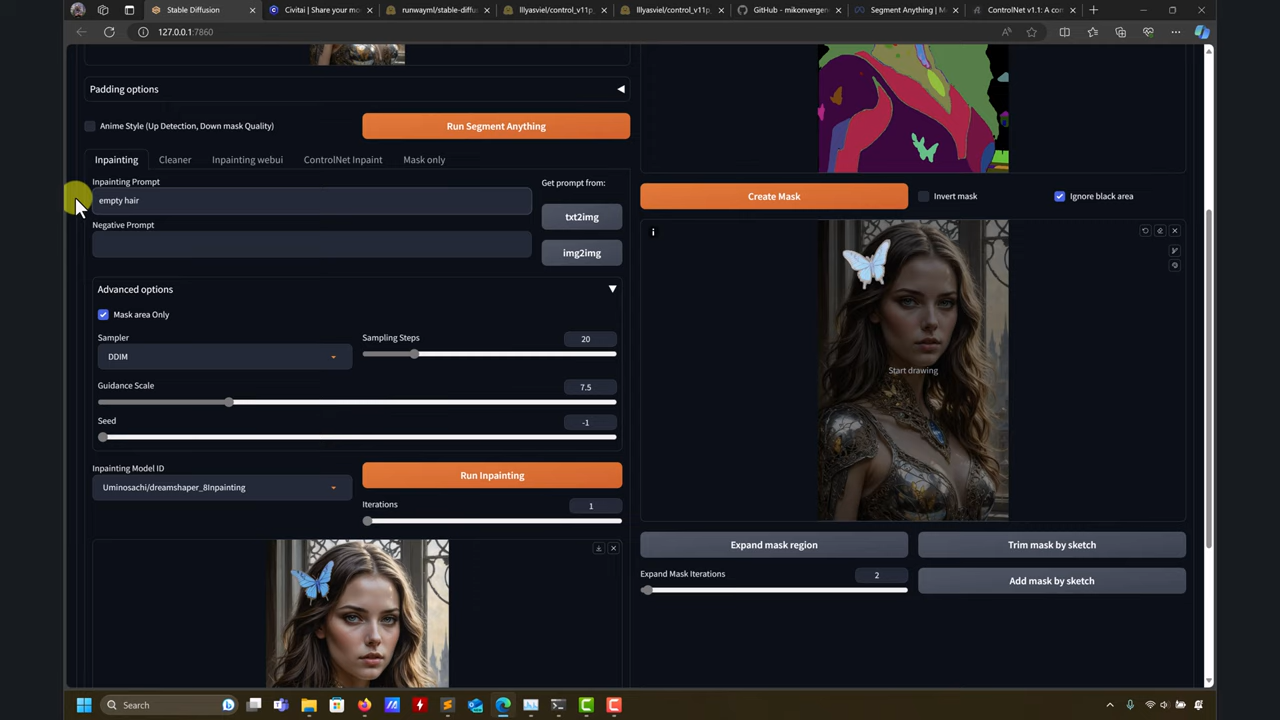 Stable Diffusion
Civitai | Share your mo
runwayml/stable-diffu
lllyasviel/control_v11p_
lllyasviel/control_v11p_
GitHub - mikonvergen
Segment Anything | M
ControlNet v1.1: A con
127.0.0.1:7860
Padding options
Anime Style (Up Detection, Down mask Quality)
Run Segment Anything
Inpainting
Cleaner
Inpainting webui
ControlNet Inpaint
Mask only
Inpainting Prompt
empty hair
Negative Prompt
Get prompt from:
txt2img
img2img
Advanced options
Mask area Only
Sampler
DDIM
Sampling Steps
20
Guidance Scale
7.5
Seed
-1
Inpainting Model ID
Uminosachi/dreamshaper_8Inpainting
Run Inpainting
Iterations
1
Create Mask
Invert mask
Ignore black area
Start drawing
Expand mask region
Trim mask by sketch
Expand Mask Iterations
2
Add mask by sketch
Search